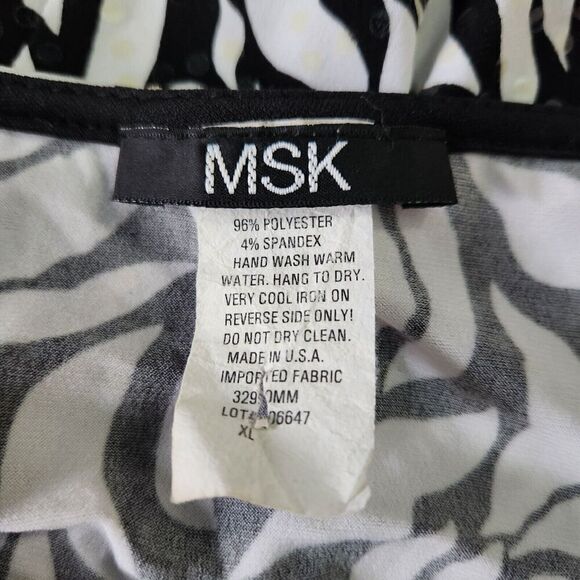 MSK
96% POLYESTER
4% SPANDEX
HAND WASH WARM
WATER. HANG TO DRY.
VERY COOL IRON ON
REVERSE SIDE ONLY!
DO NOT DRY CLEAN.
MADE IN U.S.A.
IMPORTED FABRIC
XL